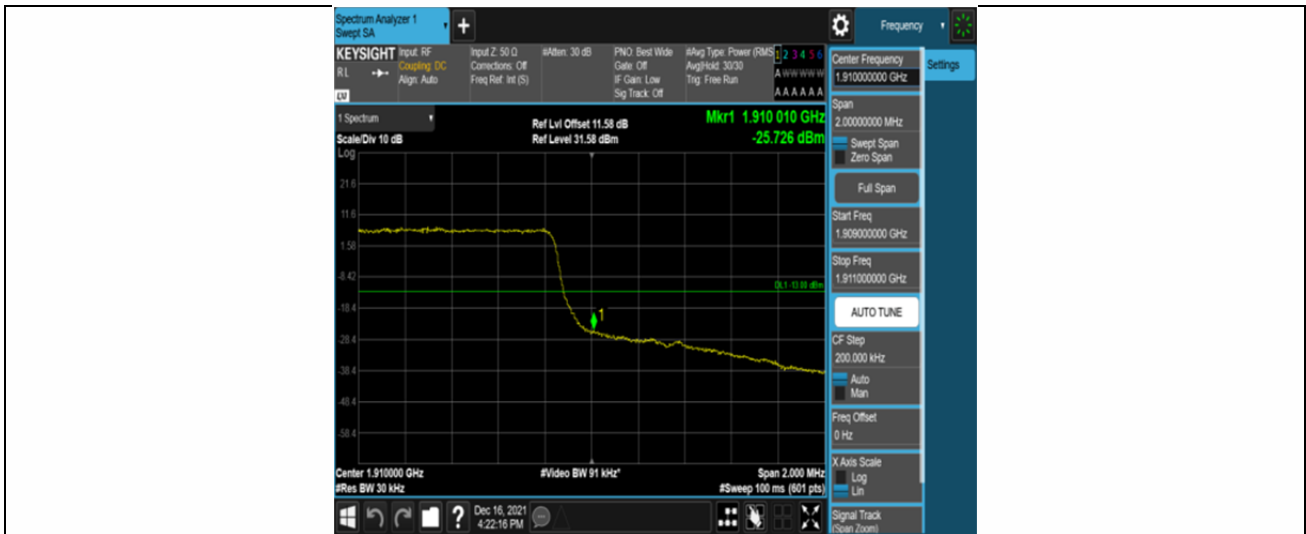 Spectrum Analyzer 1
Swept SA
Frequency
KEYSIGHT
Input: RF
Input Z: 50 Ω
#Atten: 30 dB
PNO: Best Wide
#Avg Type: Power (RMS
1 2 3 4 5 6
R L
Coupling: DC
Corrections: Off
Gate: Off
Avg|Hold: 30/30
A W W W W W
Align: Auto
Freq Ref: Int (S)
IF Gain: Low
Trig: Free Run
Sig Track: Off
A A A A A A
Center Frequency
1.910000000 GHz
Settings
1 Spectrum
Ref Lvl Offset 11.58 dB
Mkr1 1.910 010 GHz
Scale/Div 10 dB
Ref Level 31.58 dBm
-25.726 dBm
Log
21.6
11.6
1.58
-8.42
DL1 -13.00 dBm
-18.4
1
-28.4
-38.4
-48.4
-58.4
Center 1.910000 GHz
#Video BW 91 kHz*
Span 2.000 MHz
#Res BW 30 kHz
#Sweep 100 ms (601 pts)
Span
2.00000000 MHz
Swept Span
Zero Span
Full Span
Start Freq
1.909000000 GHz
Stop Freq
1.911000000 GHz
AUTO TUNE
CF Step
200.000 kHz
Auto
Man
Freq Offset
0 Hz
X Axis Scale
Log
Lin
Signal Track
(Span Zoom)
?
Dec 16, 2021
4:22:16 PM